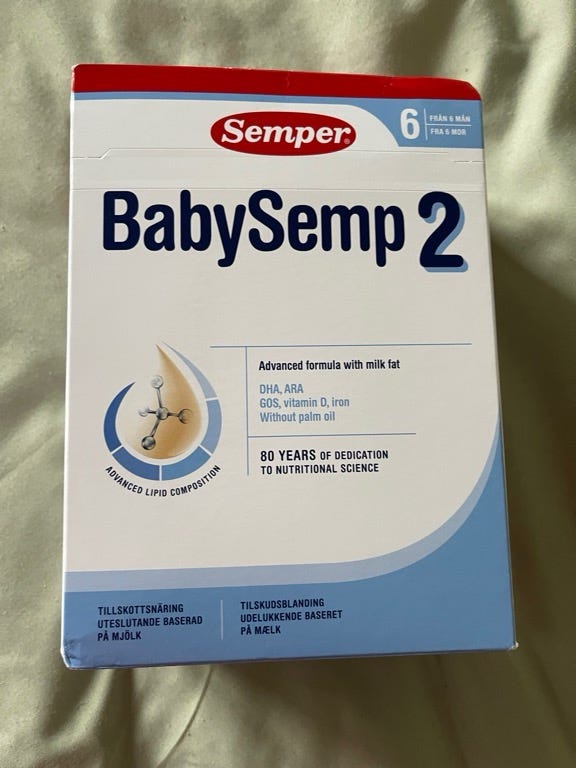 Semper®
6
FRÅN 6 MÅN
FRA 6 MDR
BabySemp 2
Advanced formula with milk fat
DHA, ARA
GOS, vitamin D, iron
Without palm oil
80 YEARS OF DEDICATION
TO NUTRITIONAL SCIENCE
ADVANCED LIPID COMPOSITION
TILLSKOTTSNÄRING
UTESLUTANDE BASERAD
PÅ MJÖLK
TILSKUDSBLANDING
UDELUKKENDE BASERET
PÅ MÆLK